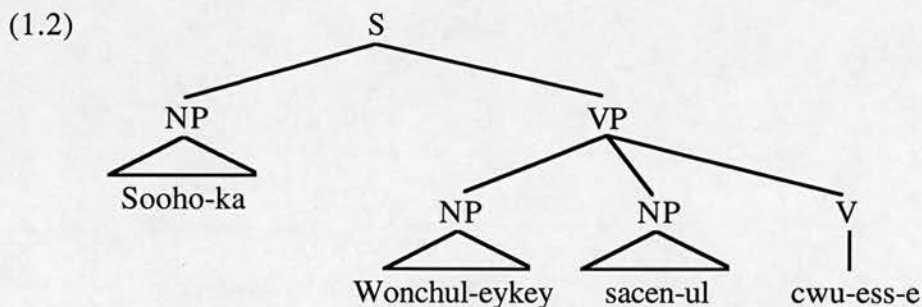 (1.2) S
NP VP
Sooho-ka
NP NP V
Wonchul-eykey sacen-ul cwu-ess-e